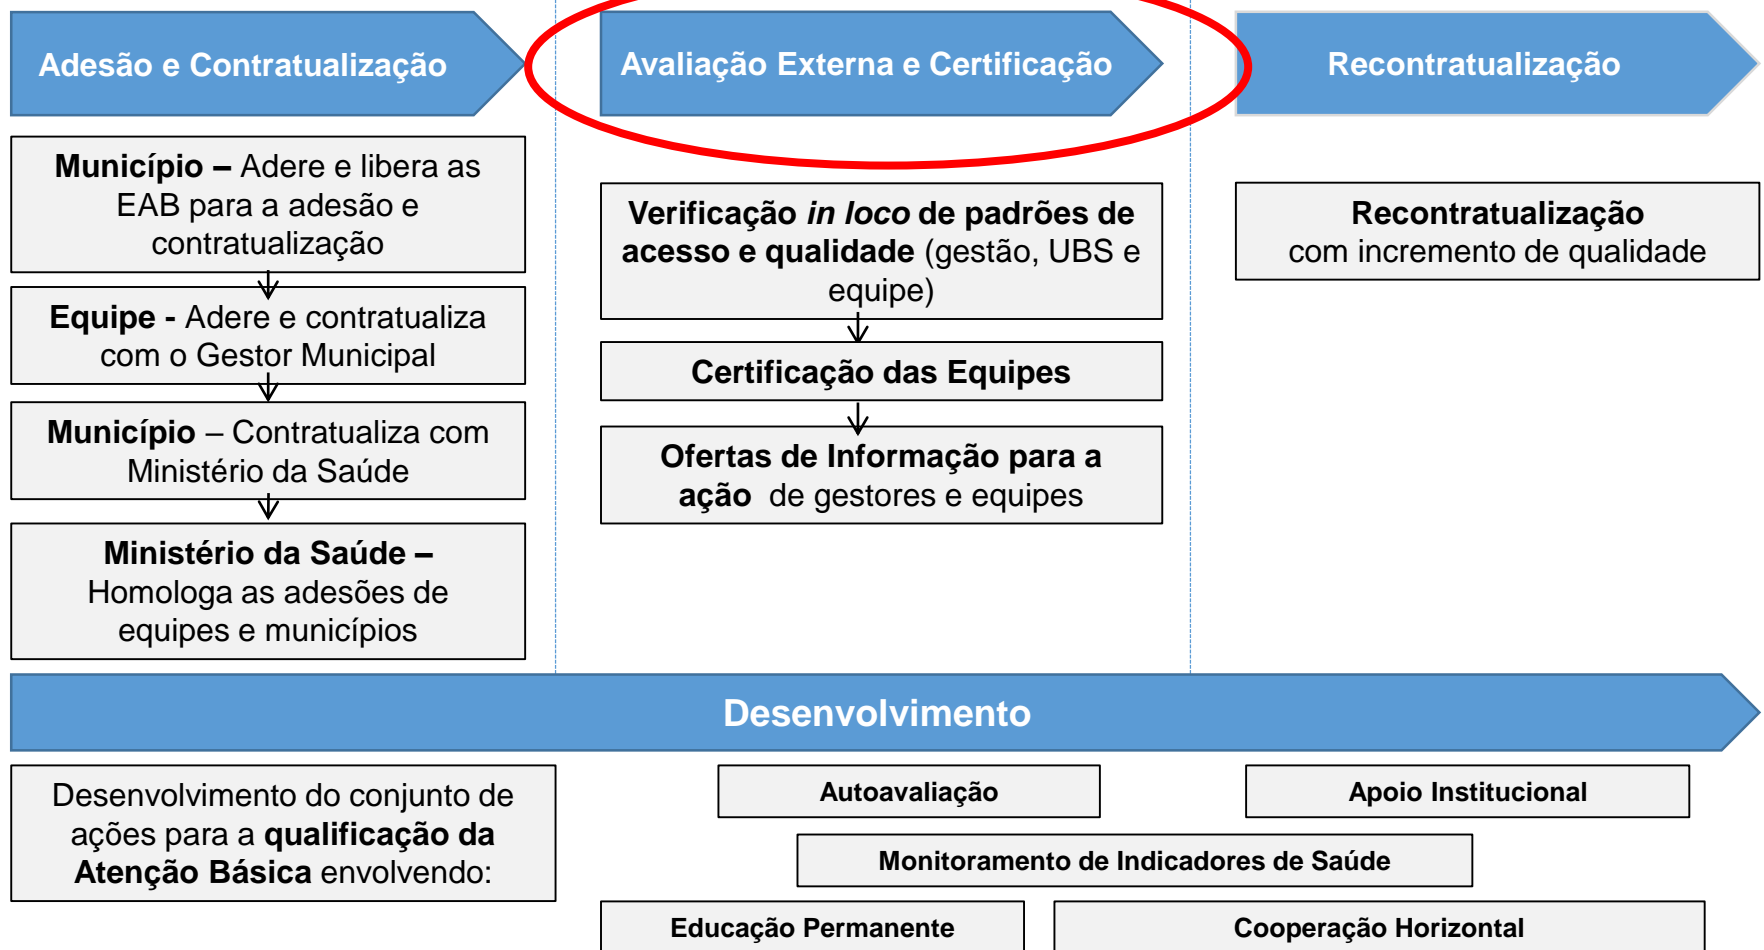 Adesão e Contratualização
Município – Adere e libera as
EAB para a adesão e
contratualização
Equipe - Adere e contratualiza
com o Gestor Municipal
Município – Contratualiza com
Ministério da Saúde
Ministério da Saúde –
Homologa as adesões de
equipes e municípios
Avaliação Externa e Certificação
Verificação in loco de padrões de
acesso e qualidade (gestão, UBS e
equipe)
Certificação das Equipes
Ofertas de Informação para a
ação de gestores e equipes
Recontratualização
Recontratualização
com incremento de qualidade
Desenvolvimento
Desenvolvimento do conjunto de
ações para a qualificação da
Atenção Básica envolvendo:
Autoavaliação
Apoio Institucional
Monitoramento de Indicadores de Saúde
Educação Permanente
Cooperação Horizontal